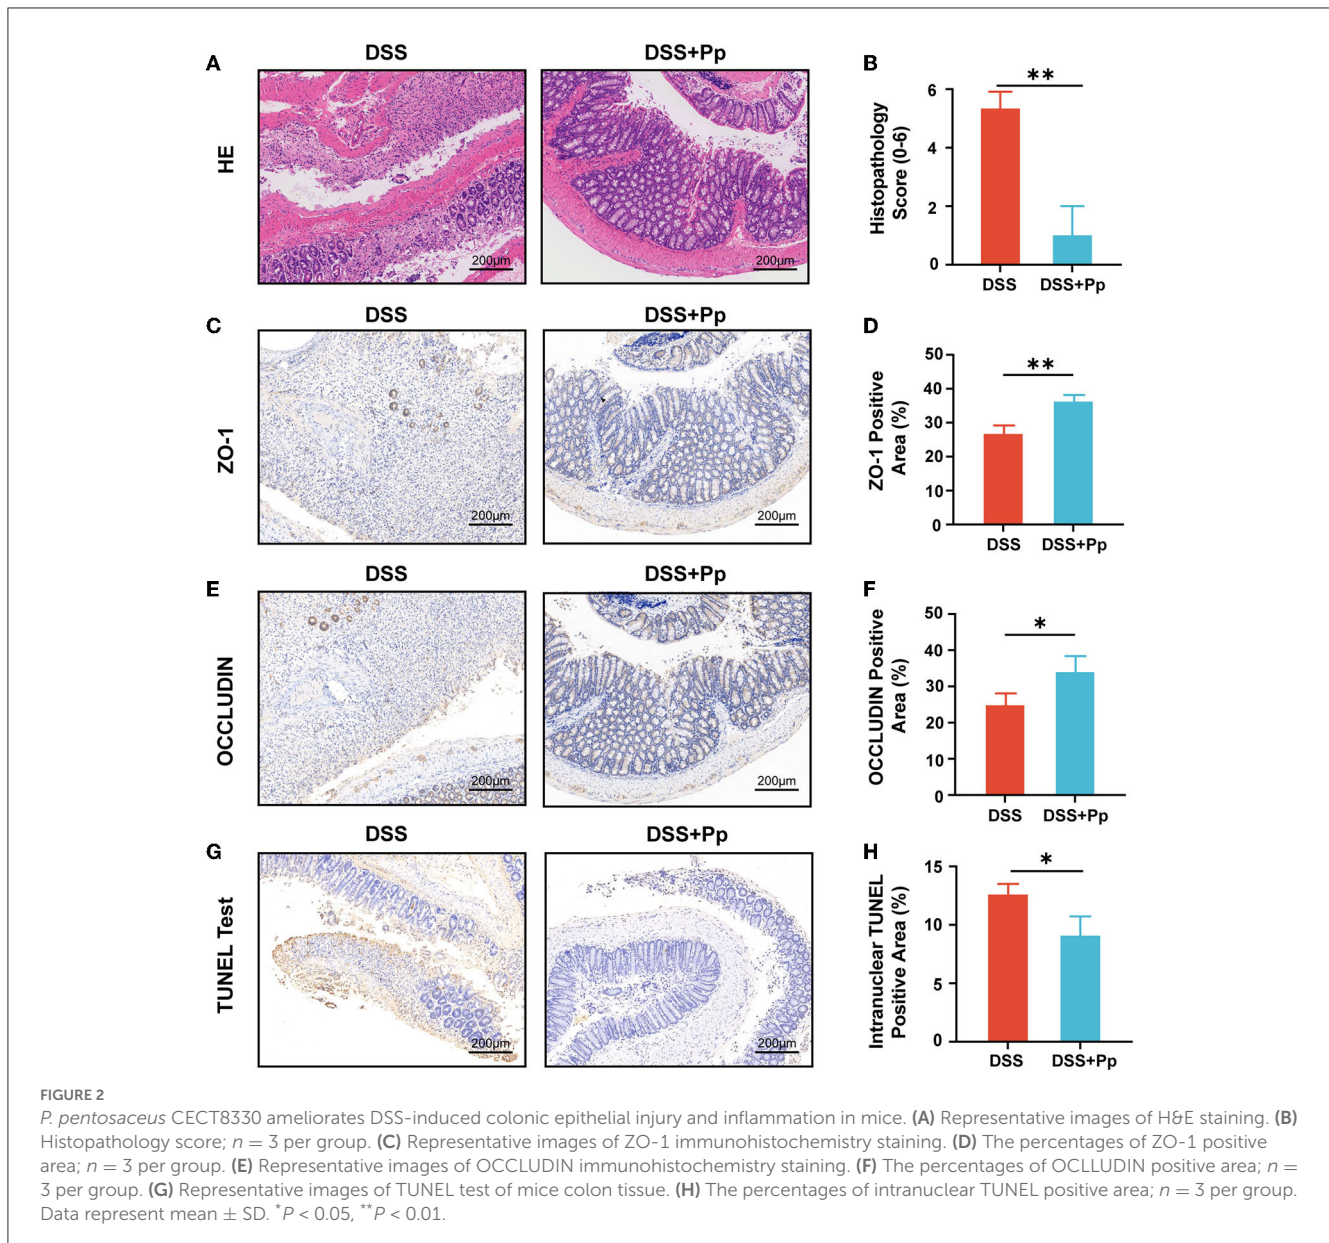 DSS
DSS+Pp
A
HE
200µm
200µm
B
**
Histopathology
Score (0-6)
6
4
2
0
DSS
DSS+Pp
DSS
DSS+Pp
C
ZO-1
200µm
200µm
D
**
ZO-1 Positive
Area (%)
50
40
30
20
10
0
DSS
DSS+Pp
DSS
DSS+Pp
E
OCCLUDIN
200µm
200µm
F
*
OCCLUDIN Positive
Area (%)
50
40
30
20
10
0
DSS
DSS+Pp
DSS
DSS+Pp
G
TUNEL Test
200µm
200µm
H
*
Intranuclear TUNEL
Positive Area (%)
15
10
5
0
DSS
DSS+Pp
FIGURE 2
P. pentosaceus CECT8330 ameliorates DSS-induced colonic epithelial injury and inflammation in mice. (A) Representative images of H&E staining. (B)
Histopathology score; n = 3 per group. (C) Representative images of ZO-1 immunohistochemistry staining. (D) The percentages of ZO-1 positive
area; n = 3 per group. (E) Representative images of OCCLUDIN immunohistochemistry staining. (F) The percentages of OCLLUDIN positive area; n =
3 per group. (G) Representative images of TUNEL test of mice colon tissue. (H) The percentages of intranuclear TUNEL positive area; n = 3 per group.
Data represent mean ± SD. *P < 0.05, **P < 0.01.